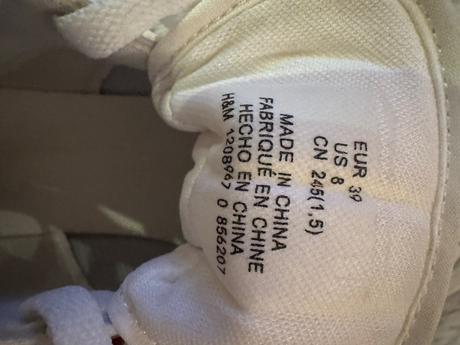 EUR 39
US 8
CN 245(1,5)
MADE IN CHINA
FABRIQUÉ EN CHINE
HECHO EN CHINA
H&M 1208967 0 856207